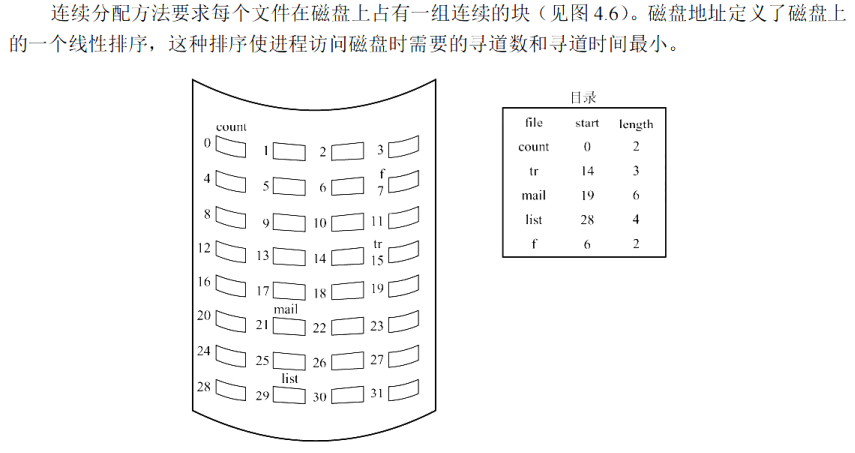 连续分配方法要求每个文件在磁盘上占有一组连续的块（见图 4.6）。磁盘地址定义了磁盘上
的一个线性排序，这种排序使进程访问磁盘时需要的寻道数和寻道时间最小。
count
0 1 2 3
f
4 5 6 7
8 9 10 11
tr
12 13 14 15
16 17 18 19
mail
20 21 22 23
24 25 26 27
list
28 29 30 31
目录
file start length
count 0 2
tr 14 3
mail 19 6
list 28 4
f 6 2